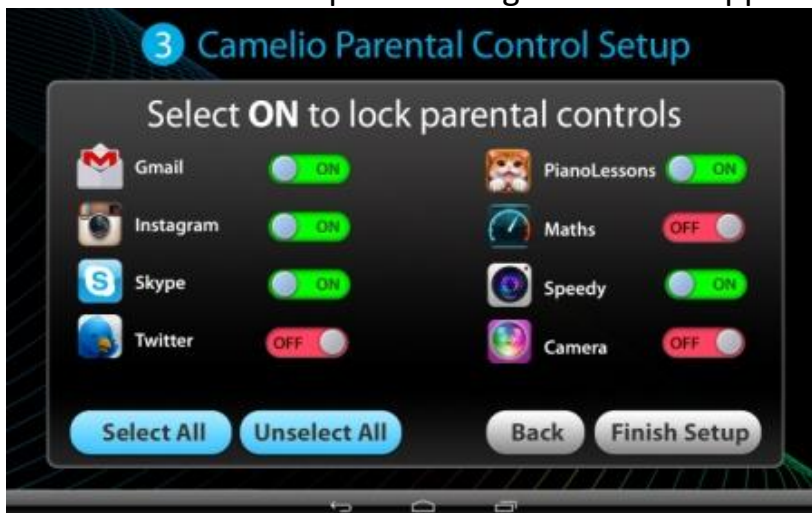 3 Camelio Parental Control Setup
Select ON to lock parental controls
Gmail ON
Instagram ON
Skype ON
Twitter OFF
PianoLessons ON
Maths OFF
Speedy ON
Camera OFF
Select All Unselect All Back Finish Setup